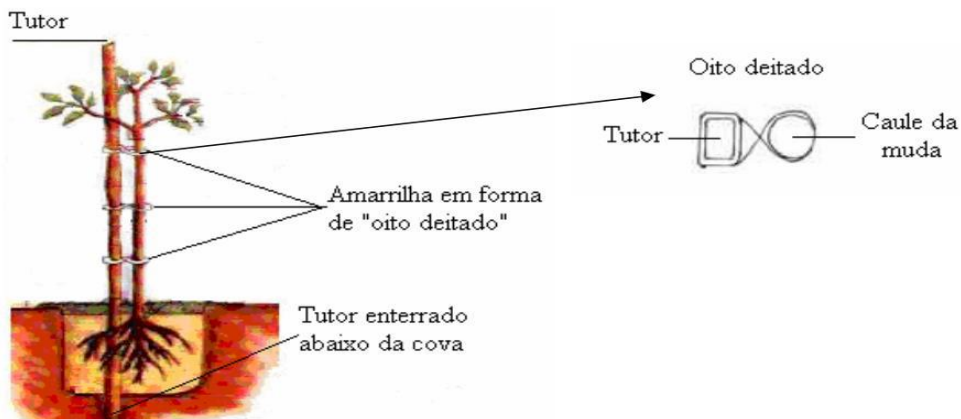 Tutor
Oito deitado
Tutor
Caule da
muda
Amarrilha em forma
de "oito deitado"
Tutor enterrado
abaixo da cova